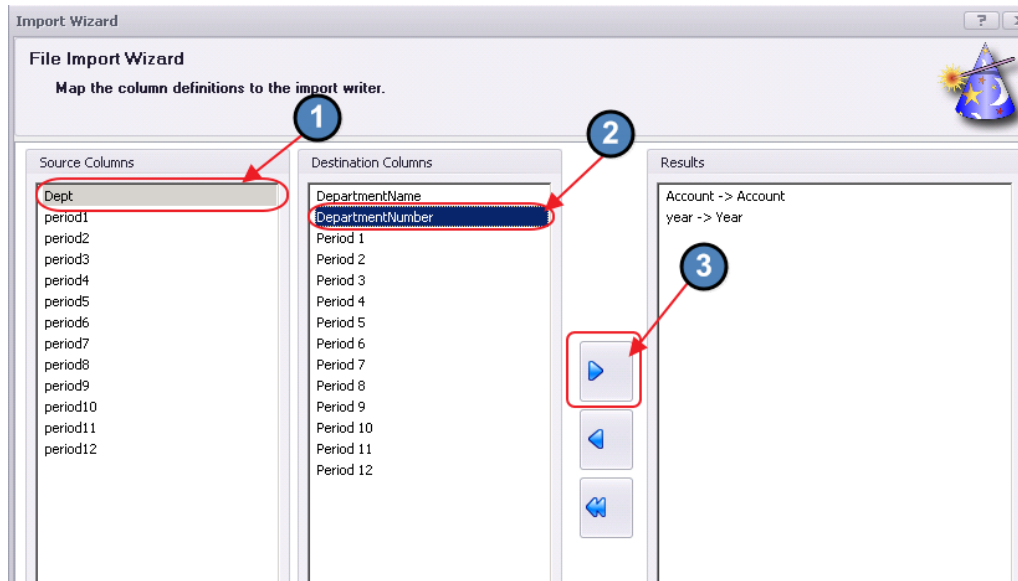 Import Wizard
?
File Import Wizard
Map the column definitions to the import writer.
1
2
3
Source Columns
Dept
period1
period2
period3
period4
period5
period6
period7
period8
period9
period10
period11
period12
Destination Columns
DepartmentName
DepartmentNumber
Period 1
Period 2
Period 3
Period 4
Period 5
Period 6
Period 7
Period 8
Period 9
Period 10
Period 11
Period 12
Results
Account -> Account
year -> Year